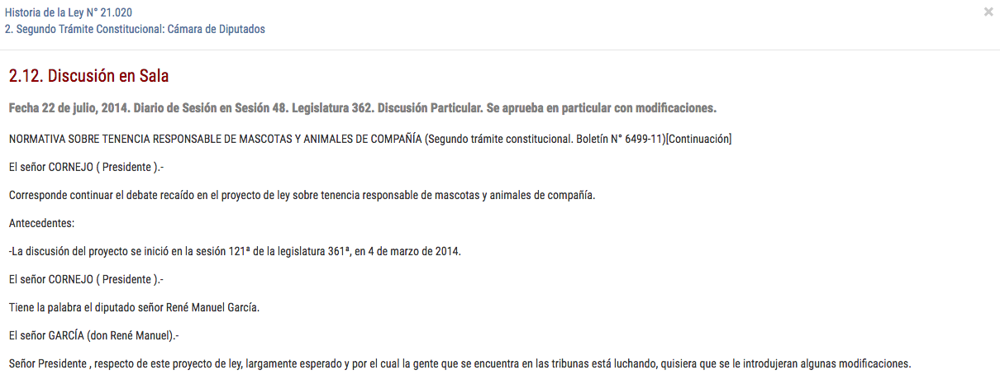 Historia de la Ley N° 21.020
2. Segundo Trámite Constitucional: Cámara de Diputados
×
2.12. Discusión en Sala
Fecha 22 de julio, 2014. Diario de Sesión en Sesión 48. Legislatura 362. Discusión Particular. Se aprueba en particular con modificaciones.
NORMATIVA SOBRE TENENCIA RESPONSABLE DE MASCOTAS Y ANIMALES DE COMPAÑÍA (Segundo trámite constitucional. Boletín N° 6499-11)[Continuación]
El señor CORNEJO ( Presidente ).-
Corresponde continuar el debate recaído en el proyecto de ley sobre tenencia responsable de mascotas y animales de compañía.
Antecedentes:
-La discusión del proyecto se inició en la sesión 121ª de la legislatura 361ª, en 4 de marzo de 2014.
El señor CORNEJO ( Presidente ).-
Tiene la palabra el diputado señor René Manuel García.
El señor GARCÍA (don René Manuel).-
Señor Presidente , respecto de este proyecto de ley, largamente esperado y por el cual la gente que se encuentra en las tribunas está luchando, quisiera que se le introdujeran algunas modificaciones.